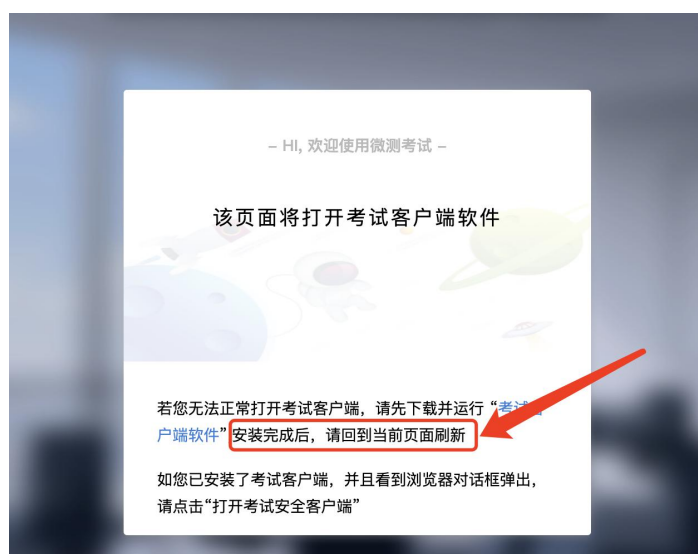 – HI, 欢迎使用微测考试 –
该页面将打开考试客户端软件
若您无法正常打开考试客户端，请先下载并运行“考试客
户端软件”安装完成后，请回到当前页面刷新
如您已安装了考试客户端，并且看到浏览器对话框弹出，
请点击“打开考试安全客户端”